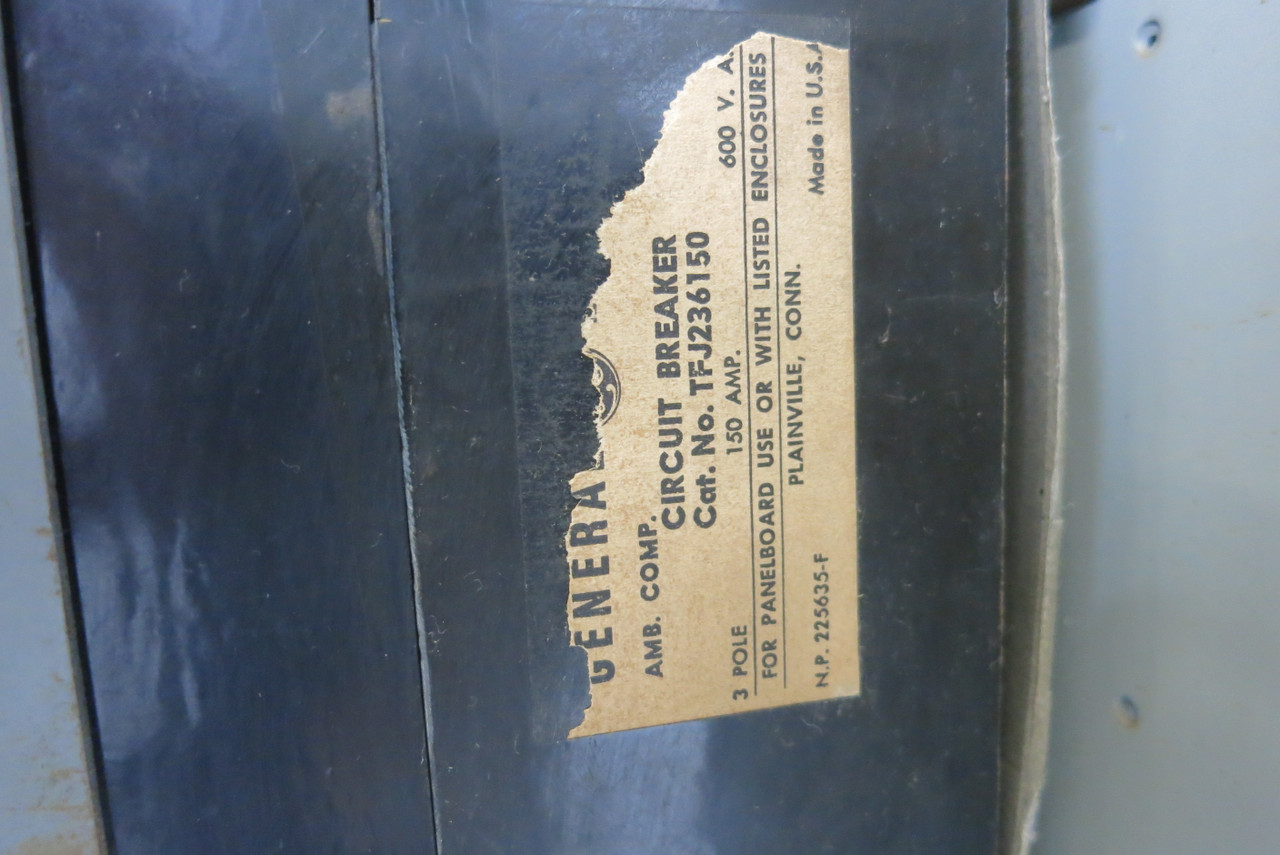 GENERAL
AMB. COMP.
CIRCUIT BREAKER
Cat. No. TFJ236150
3 POLE 150 AMP. 600 V. A.
FOR PANELBOARD USE OR WITH LISTED ENCLOSURES
PLAINVILLE, CONN.
N.P. 225635-F Made in U.S.A